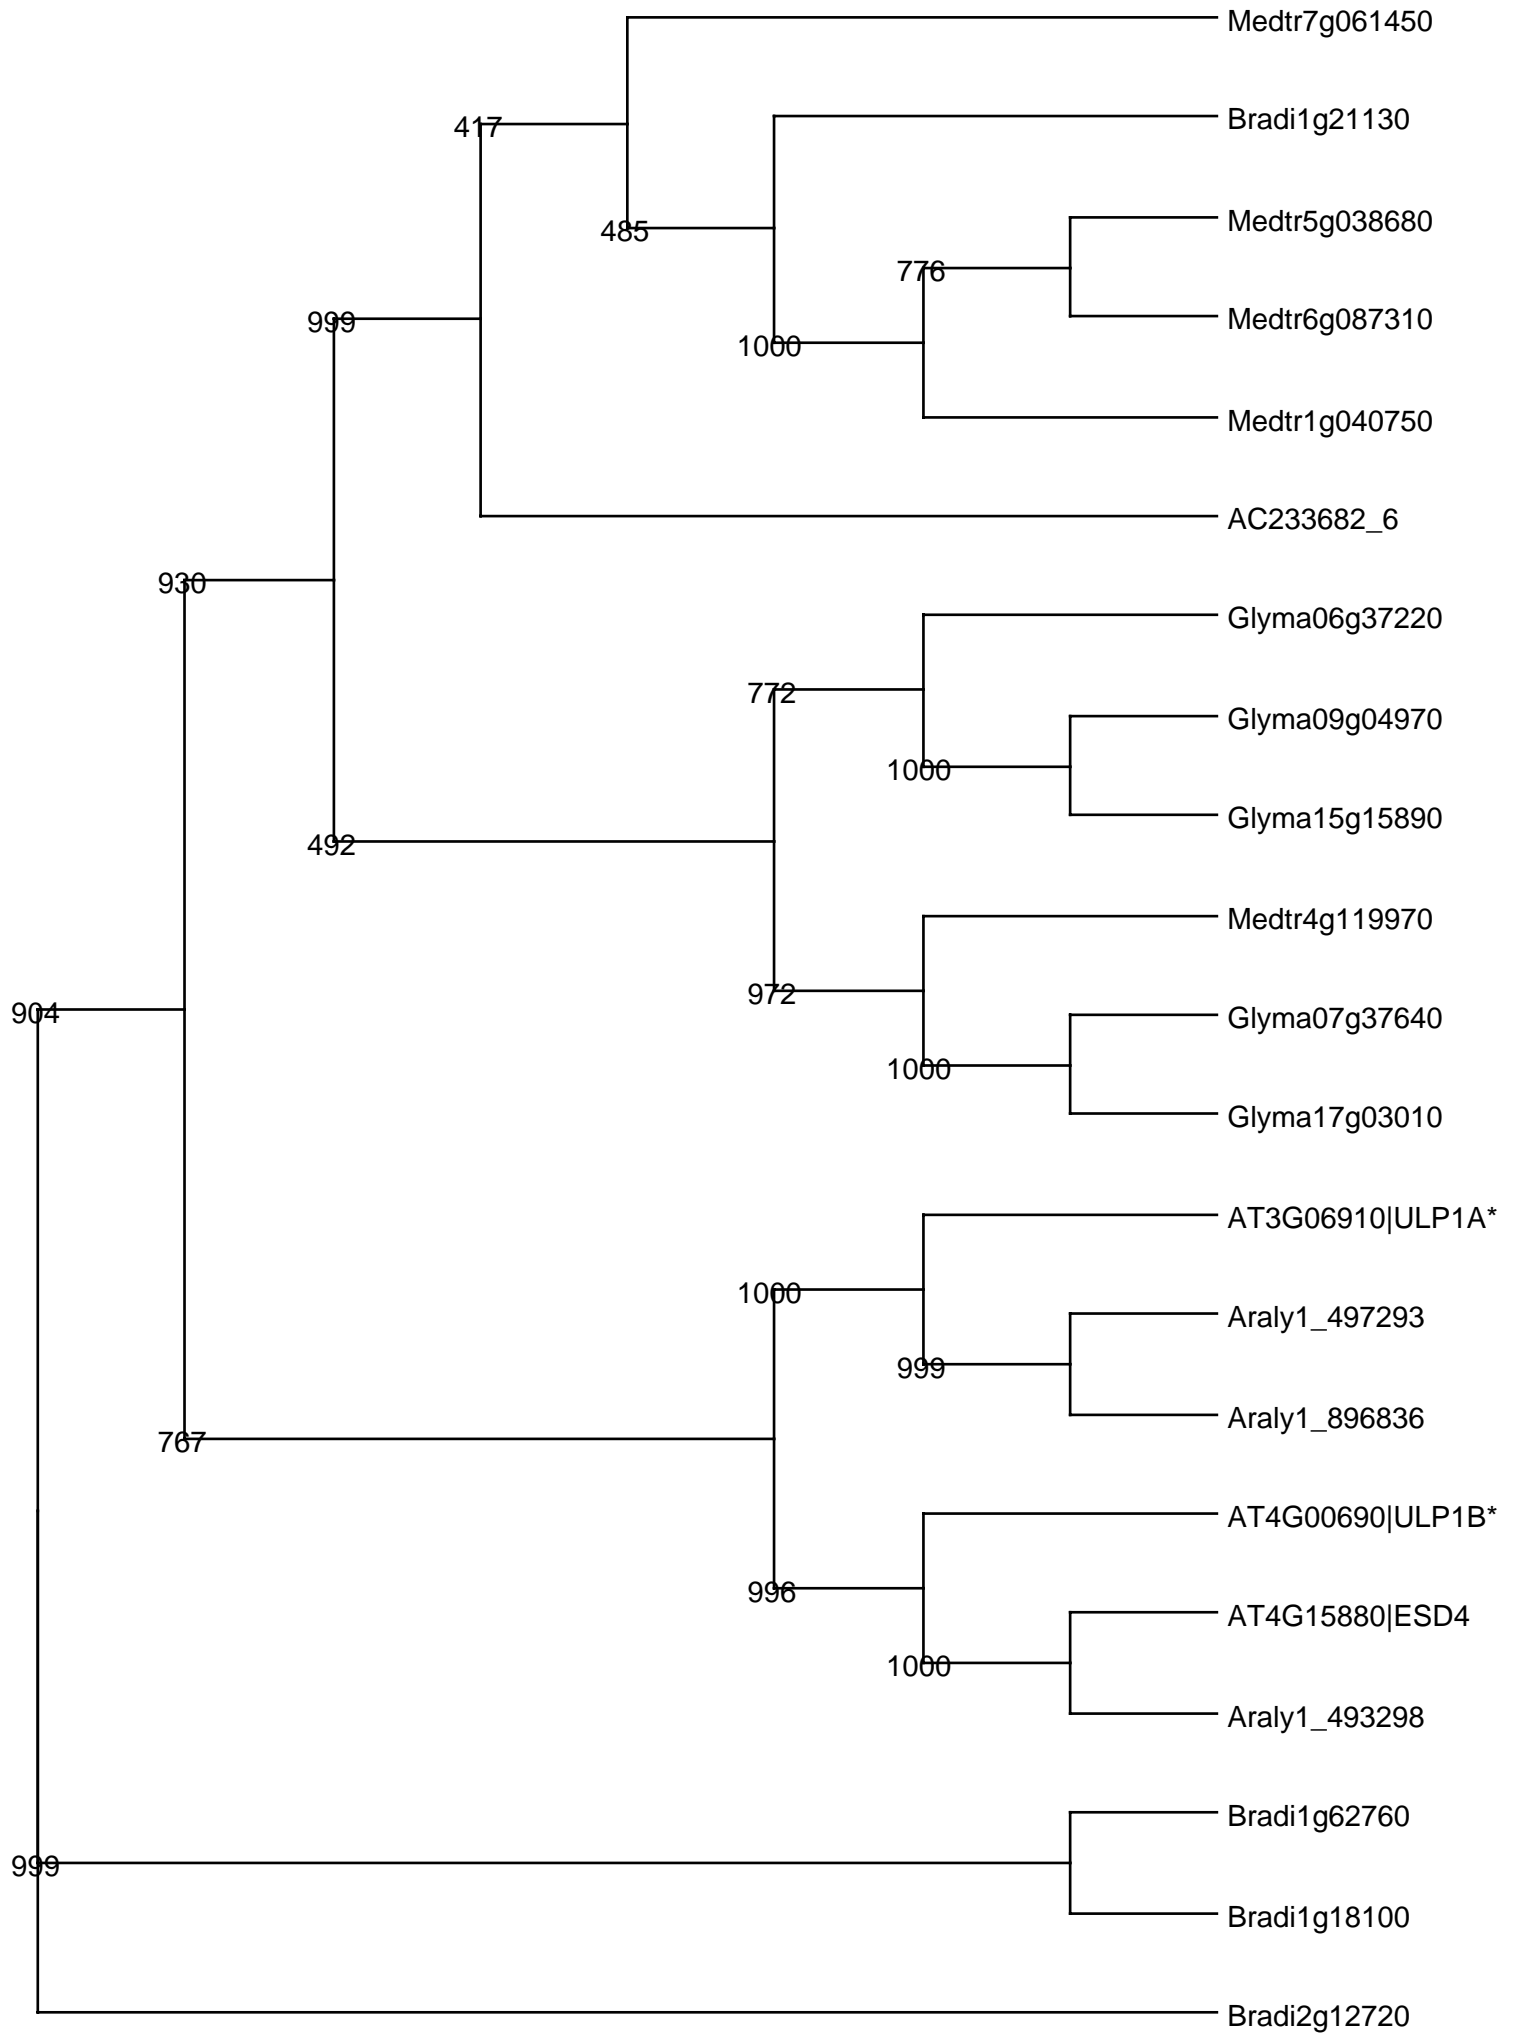 Medtr7g061450
Bradi1g21130
417
Medtr5g038680
485
776
Medtr6g087310
999
1000
Medtr1g040750
AC233682_6
930
Glyma06g37220
772
Glyma09g04970
1000
Glyma15g15890
492
Medtr4g119970
972
904
Glyma07g37640
1000
Glyma17g03010
AT3G06910|ULP1A*
1000
Araly1_497293
999
Araly1_896836
767
AT4G00690|ULP1B*
996
AT4G15880|ESD4
1000
Araly1_493298
Bradi1g62760
999
Bradi1g18100
Bradi2g12720